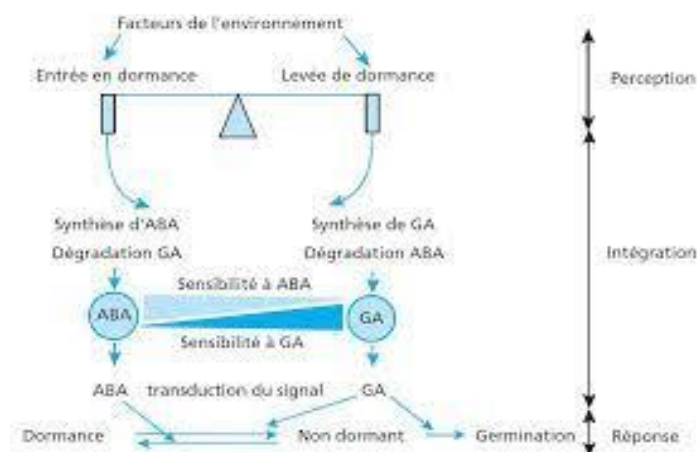 Facteurs de l'environnement
Entrée en dormance Levée de dormance
Perception
Synthèse d'ABA Synthèse de GA
Dégradation GA Dégradation ABA
Intégration
Sensibilité à ABA
ABA GA
Sensibilité à GA
ABA transduction du signal GA
Dormance Non dormant Germination Réponse